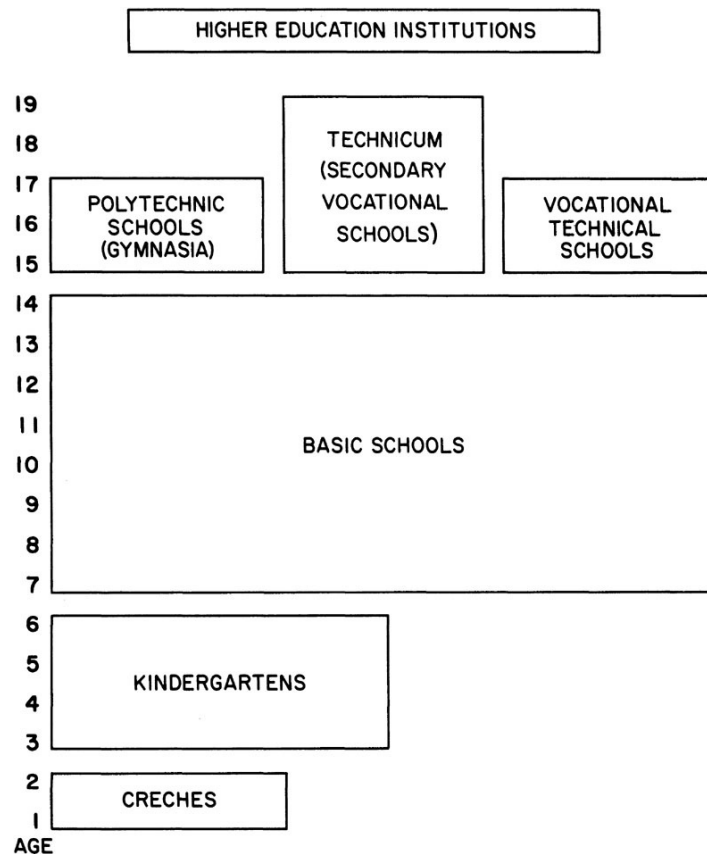 HIGHER EDUCATION INSTITUTIONS
19
18
17
16
15
POLYTECHNIC
SCHOOLS
(GYMNASIA)
TECHNICUM
(SECONDARY
VOCATIONAL
SCHOOLS)
VOCATIONAL
TECHNICAL
SCHOOLS
14
13
12
11
10
9
8
7
BASIC SCHOOLS
6
5
4
3
KINDERGARTENS
2
1
CRECHES
AGE